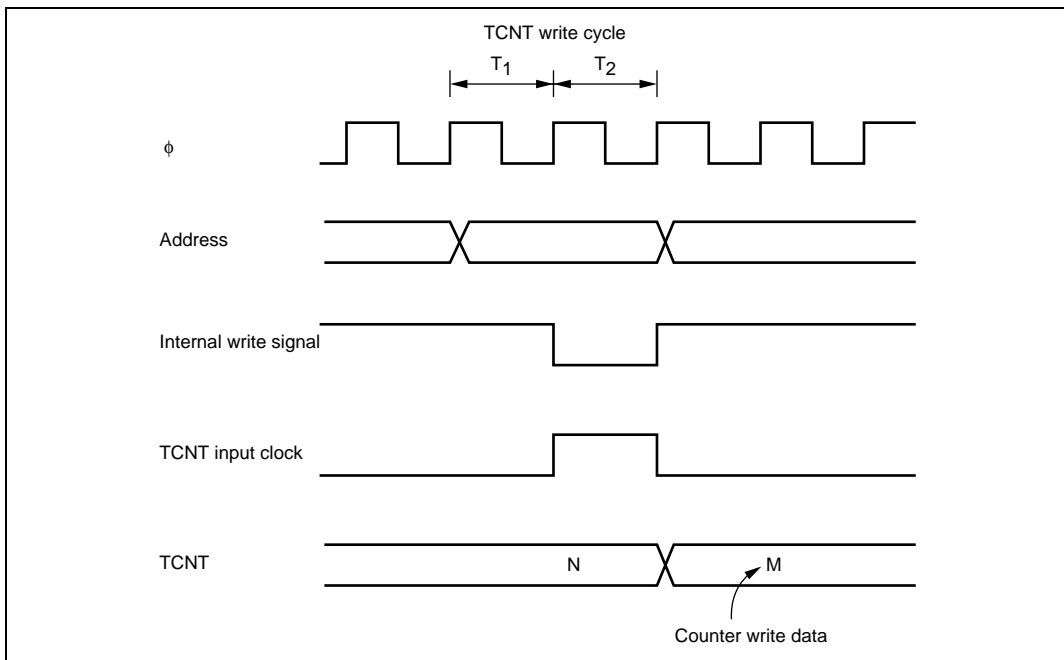 TCNT write cycle
T1 T2
ϕ
Address
Internal write signal
TCNT input clock
TCNT N M
Counter write data